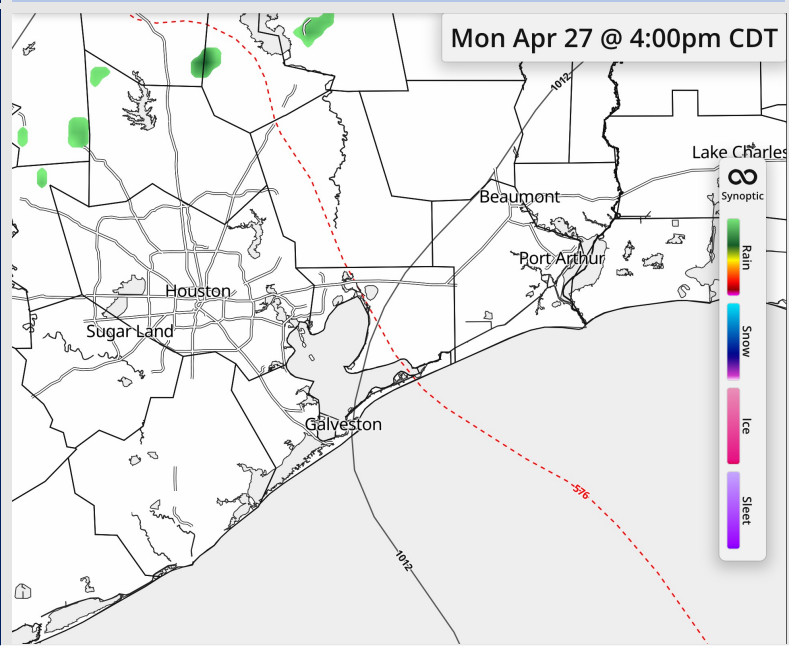 Mon Apr 27 @ 4:00pm CDT
1012
Lake Charles
Synoptic
Beaumont
Port Arthur
Rain
Houston
Sugar Land
Snow
Galveston
Ice
576
Sleet
1012